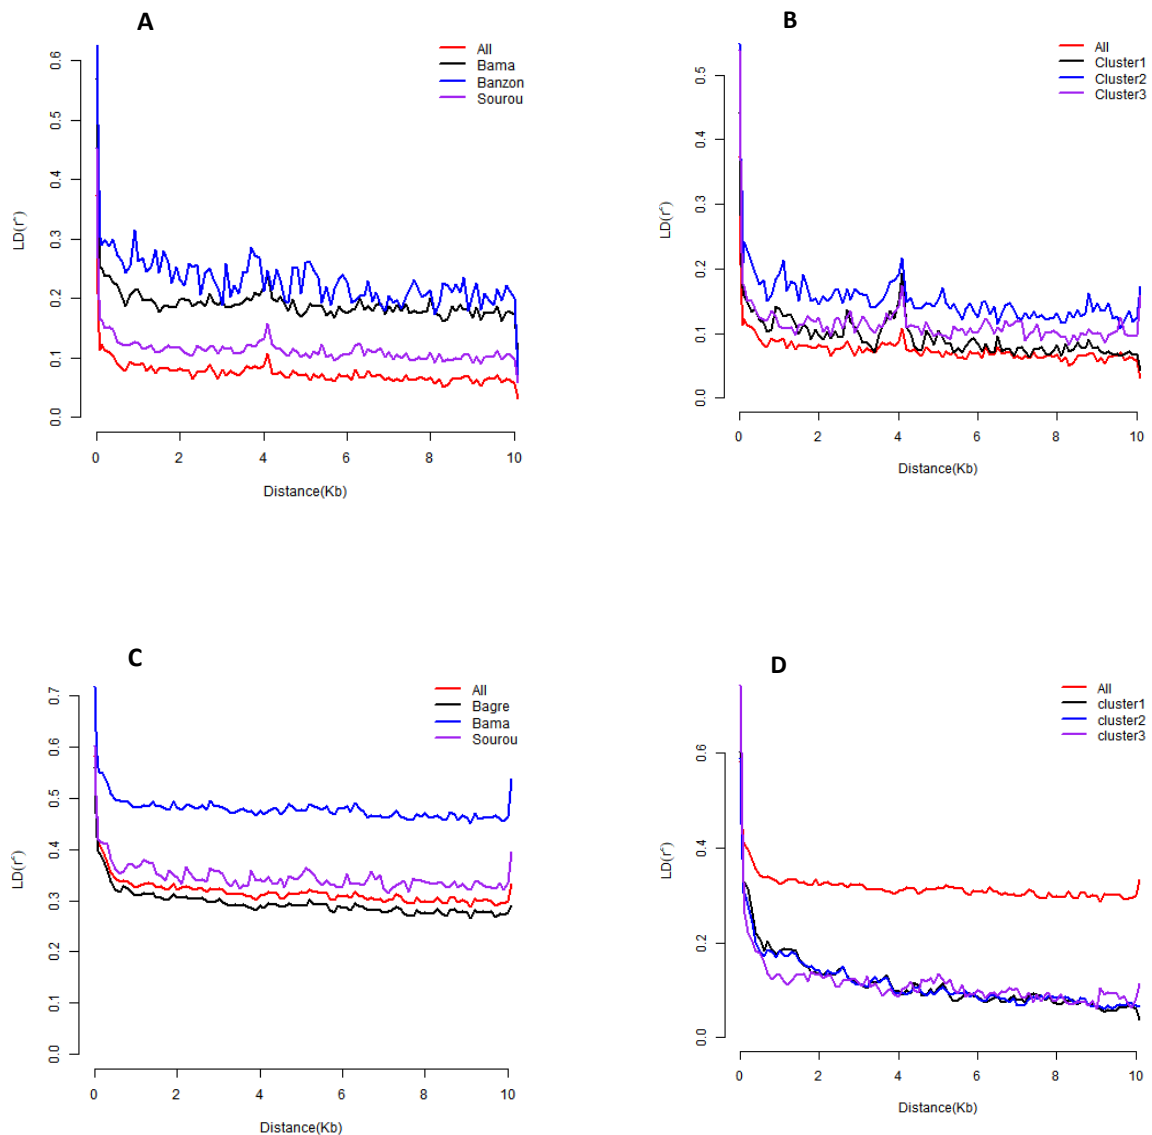 A
All
Bama
Banzon
Sourou
0.6
0.5
0.4
0.3
0.2
0.1
0.0
LD(r²)
0 2 4 6 8 10
Distance(Kb)
B
All
Cluster1
Cluster2
Cluster3
0.5
0.4
0.3
0.2
0.1
0.0
LD(r²)
0 2 4 6 8 10
Distance(Kb)
C
All
Bagre
Bama
Sourou
0.7
0.6
0.5
0.4
0.3
0.2
0.1
0.0
LD(r²)
0 2 4 6 8 10
Distance(Kb)
D
All
cluster1
cluster2
cluster3
0.6
0.4
0.2
0.0
LD(r²)
0 2 4 6 8 10
Distance(Kb)